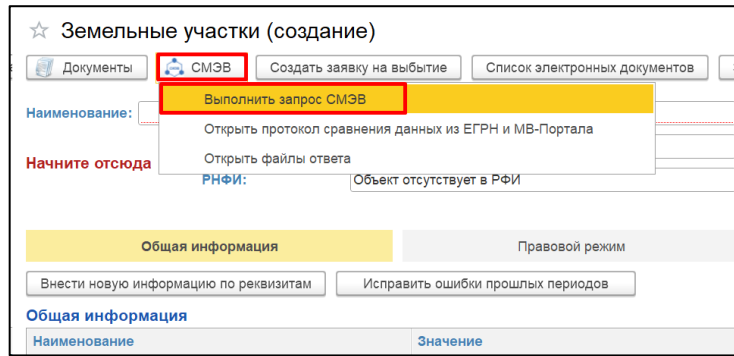 Земельные участки (создание)
Документы СМЭВ Создать заявку на выбытие Список электронных документов
Выполнить запрос СМЭВ
Наименование:
Открыть протокол сравнения данных из ЕГРН и МВ-Портала
Начните отсюда Открыть файлы ответа
РНФИ: Объект отсутствует в РФИ
Общая информация Правовой режим
Внести новую информацию по реквизитам Исправить ошибки прошлых периодов
Общая информация
Наименование Значение